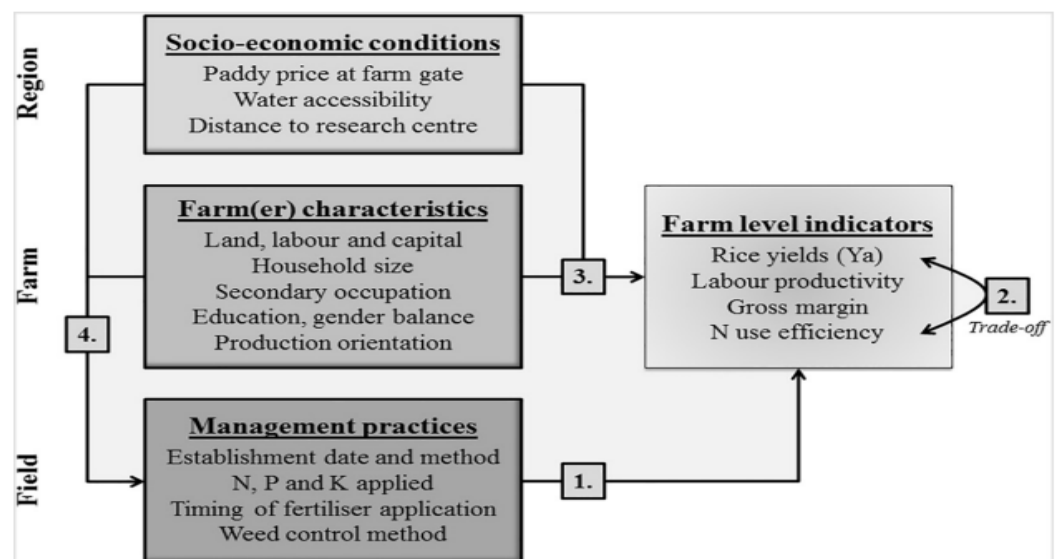 Region
Socio-economic conditions
Paddy price at farm gate
Water accessibility
Distance to research centre
Farm
Farm(er) characteristics
Land, labour and capital
Household size
Secondary occupation
Education, gender balance
Production orientation
Field
Management practices
Establishment date and method
N, P and K applied
Timing of fertiliser application
Weed control method
4.
3.
1.
Farm level indicators
Rice yields (Ya)
Labour productivity
Gross margin
N use efficiency
2.
Trade-off